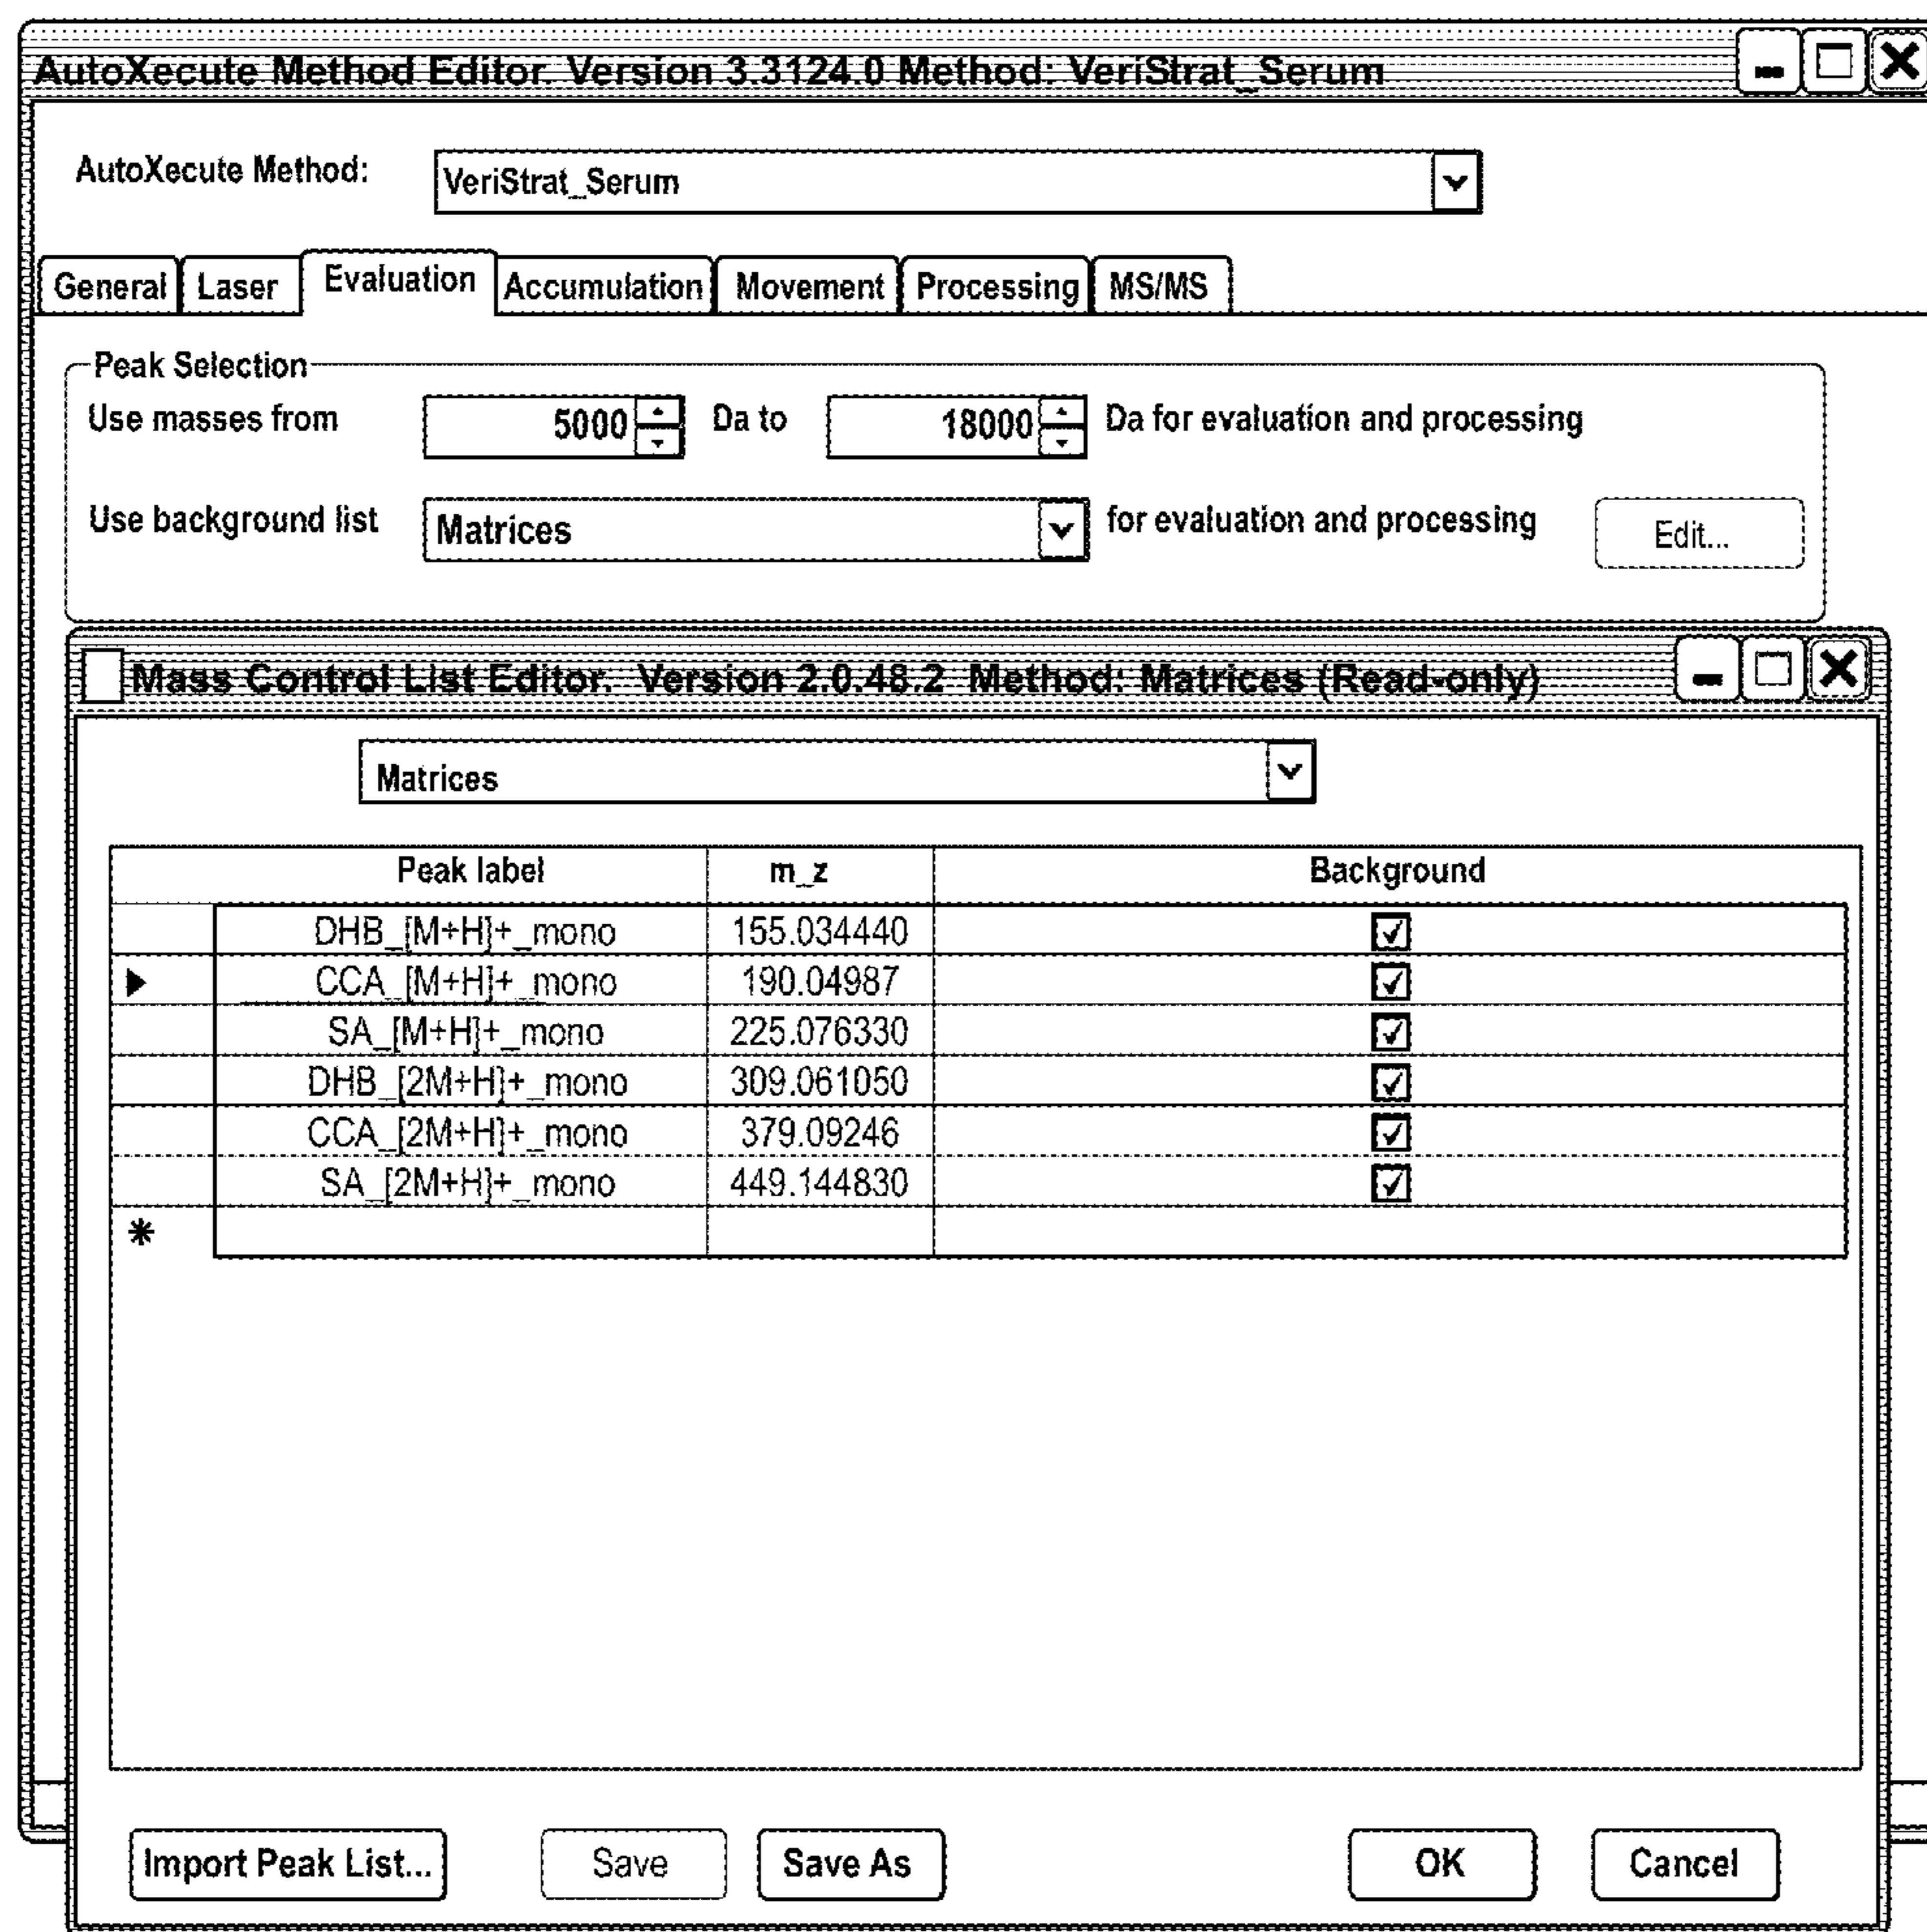 AutoXecute Method Editor. Version 3.3124.0 Method: VeriStrat_Serum
AutoXecute Method: VeriStrat_Serum
General Laser Evaluation Accumulation Movement Processing MS/MS
Peak Selection
Use masses from 5000 Da to 18000 Da for evaluation and processing
Use background list Matrices for evaluation and processing Edit...
Mass Control List Editor. Version 2.0.48.2 Method: Matrices (Read-only)
Matrices
Peak label m_z Background
DHB_[M+H]+_mono 155.034440
CCA_[M+H]+_mono 190.04987
SA_[M+H]+_mono 225.076330
DHB_[2M+H]+_mono 309.061050
CCA_[2M+H]+_mono 379.09246
SA_[2M+H]+_mono 449.144830
*
Import Peak List... Save Save As OK Cancel